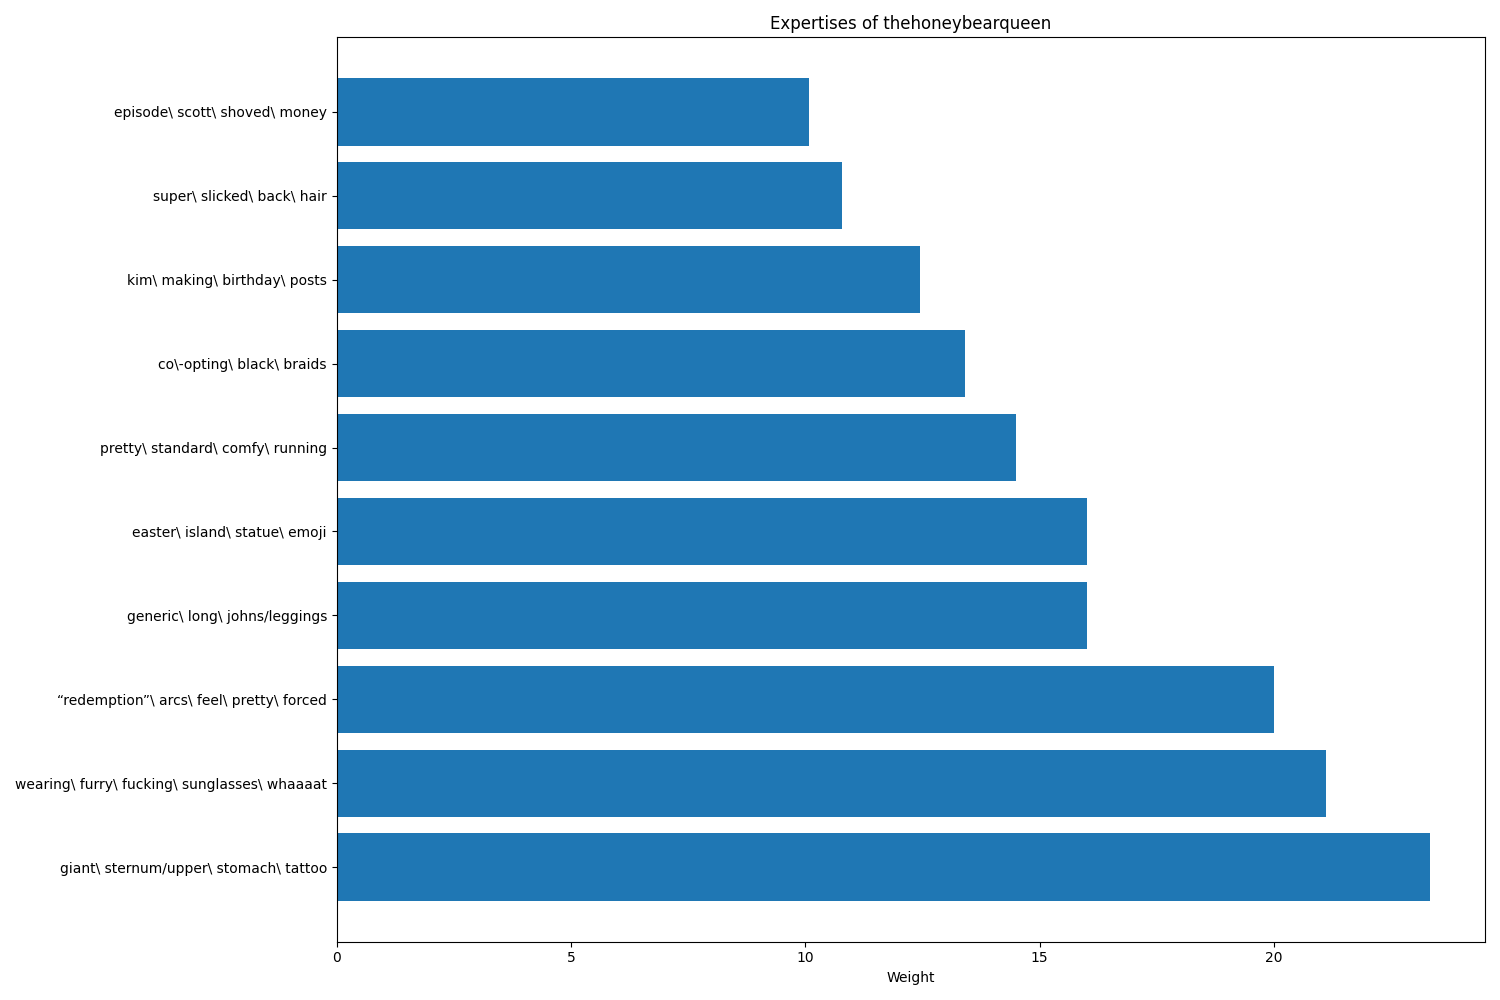 Expertises of thehoneybearqueen
episode\ scott\ shoved\ money
super\ slicked\ back\ hair
kim\ making\ birthday\ posts
co\-opting\ black\ braids
pretty\ standard\ comfy\ running
easter\ island\ statue\ emoji
generic\ long\ johns/leggings
“redemption”\ arcs\ feel\ pretty\ forced
wearing\ furry\ fucking\ sunglasses\ whaaaat
giant\ sternum/upper\ stomach\ tattoo
0 5 10 15 20
Weight